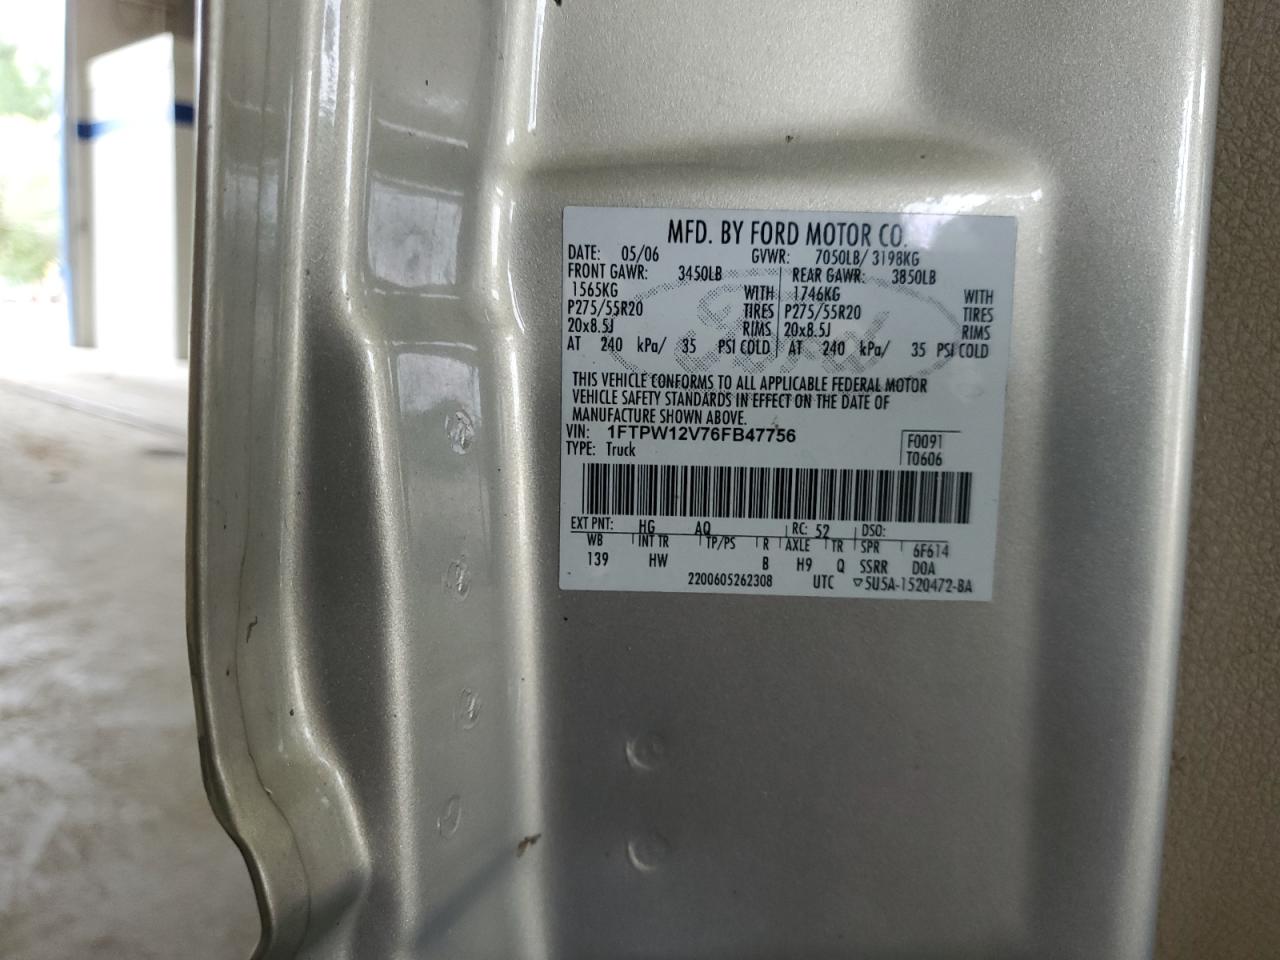 MFD. BY FORD MOTOR CO.
DATE: 05/06 GVWR: 7050LB/ 3198KG
FRONT GAWR: 3450LB REAR GAWR: 3850LB
1565KG WITH 1746KG WITH
P275/55R20 TIRES P275/55R20 TIRES
20x8.5J RIMS 20x8.5J RIMS
AT 240 kPa/ 35 PSI COLD AT 240 kPa/ 35 PSI COLD
Ford
THIS VEHICLE CONFORMS TO ALL APPLICABLE FEDERAL MOTOR
VEHICLE SAFETY STANDARDS IN EFFECT ON THE DATE OF
MANUFACTURE SHOWN ABOVE.
VIN: 1FTPW12V76FB47756 F0091
TYPE: Truck T0606
EXT PNT: HG AQ RC: 52 DSO:
WB INT TR TP/PS R AXLE TR SPR 6F614
139 HW B H9 Q SSRR DOA
2200605262308 UTC ▽5U5A-1520472-BA